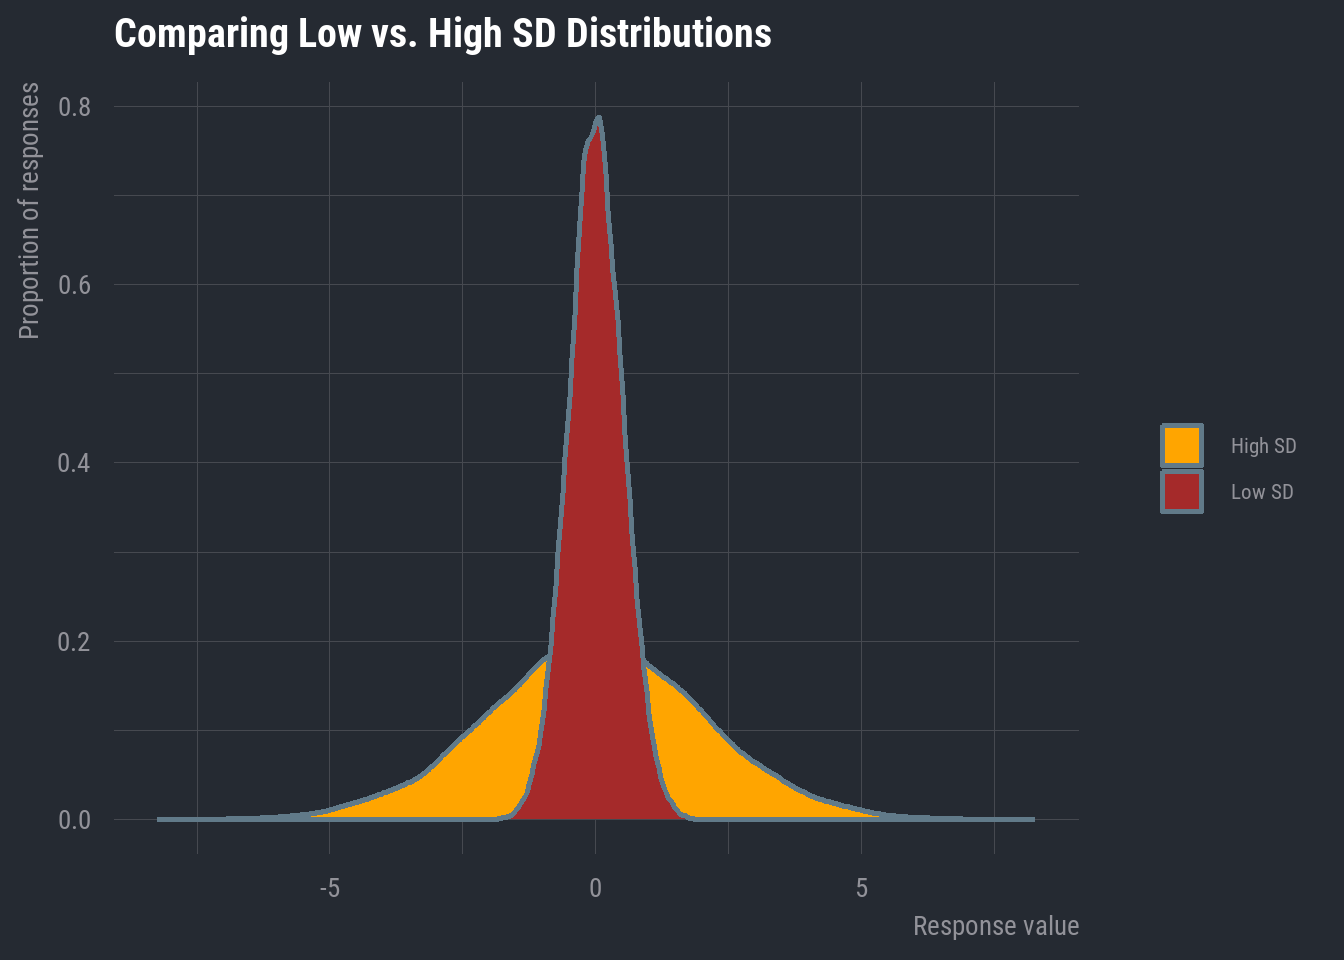 Comparing Low vs. High SD Distributions
Proportion of responses
0.8
0.6
0.4
0.2
0.0
-5
0
5
Response value
High SD
Low SD